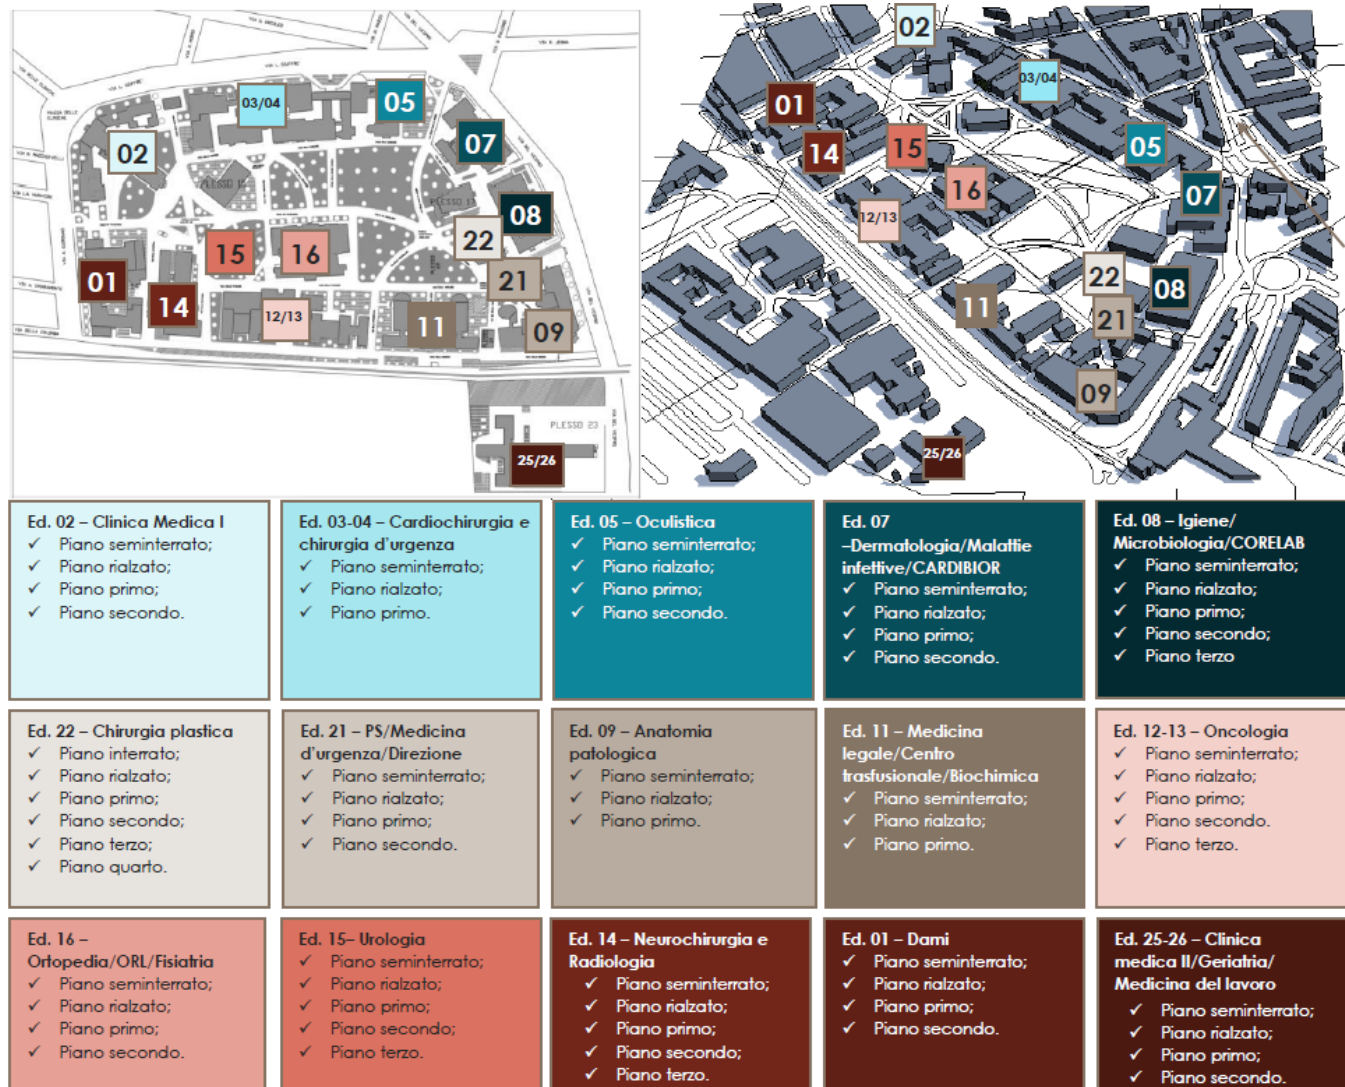 02
03/04
05
07
08
22
21
15
16
01
14
12/13
11
09
PLESSO 23
25/26
02
03/04
01
14
15
05
16
07
12/13
22
08
11
21
09
25/26
Ed. 02 – Clinica Medica I
✓ Piano seminterrato;
✓ Piano rialzato;
✓ Piano primo;
✓ Piano secondo.
Ed. 03-04 – Cardiochirurgia e
chirurgia d'urgenza
✓ Piano seminterrato;
✓ Piano rialzato;
✓ Piano primo.
Ed. 05 – Oculistica
✓ Piano seminterrato;
✓ Piano rialzato;
✓ Piano primo;
✓ Piano secondo.
Ed. 07
–Dermatologia/Malattie
infettive/CARDIBIOR
✓ Piano seminterrato;
✓ Piano rialzato;
✓ Piano primo;
✓ Piano secondo.
Ed. 08 – Igiene/
Microbiologia/CORELAB
✓ Piano seminterrato;
✓ Piano rialzato;
✓ Piano primo;
✓ Piano secondo;
✓ Piano terzo
Ed. 22 – Chirurgia plastica
✓ Piano interrato;
✓ Piano rialzato;
✓ Piano primo;
✓ Piano secondo;
✓ Piano terzo;
✓ Piano quarto.
Ed. 21 – PS/Medicina
d'urgenza/Direzione
✓ Piano seminterrato;
✓ Piano rialzato;
✓ Piano primo;
✓ Piano secondo.
Ed. 09 – Anatomia
patologica
✓ Piano seminterrato;
✓ Piano rialzato;
✓ Piano primo.
Ed. 11 – Medicina
legale/Centro
trasfusionale/Biochimica
✓ Piano seminterrato;
✓ Piano rialzato;
✓ Piano primo.
Ed. 12-13 – Oncologia
✓ Piano seminterrato;
✓ Piano rialzato;
✓ Piano primo;
✓ Piano secondo.
✓ Piano terzo.
Ed. 16 –
Ortopedia/ORL/Fisiatria
✓ Piano seminterrato;
✓ Piano rialzato;
✓ Piano primo;
✓ Piano secondo.
Ed. 15– Urologia
✓ Piano seminterrato;
✓ Piano rialzato;
✓ Piano primo;
✓ Piano secondo;
✓ Piano terzo.
Ed. 14 – Neurochirurgia e
Radiologia
✓ Piano seminterrato;
✓ Piano rialzato;
✓ Piano primo;
✓ Piano secondo;
✓ Piano terzo.
Ed. 01 – Dami
✓ Piano seminterrato;
✓ Piano rialzato;
✓ Piano primo;
✓ Piano secondo.
Ed. 25-26 – Clinica
medica II/Geriatria/
Medicina del lavoro
✓ Piano seminterrato;
✓ Piano rialzato;
✓ Piano primo;
✓ Piano secondo.